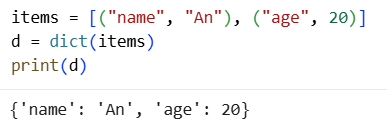 items = [("name", "An"), ("age", 20)]
d = dict(items)
print(d)
{'name': 'An', 'age': 20}